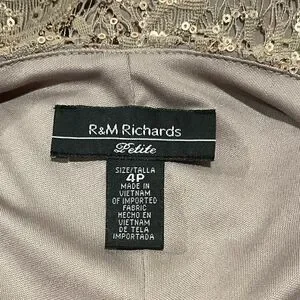 R&M Richards
Petite
SIZE/TALLA
4P
MADE IN
VIETNAM
OF IMPORTED
FABRIC
HECHO EN
VIETNAM
DE TELA
IMPORTADA